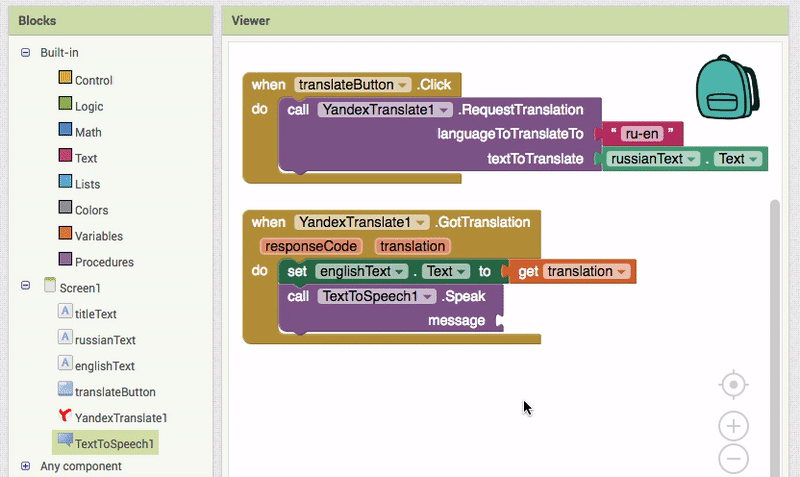 Blocks
Built-in
Control
Logic
Math
Text
Lists
Colors
Variables
Procedures
Screen1
titleText
russianText
englishText
translateButton
YandexTranslate1
TextToSpeech1
Any component
Viewer
when translateButton .Click
do call YandexTranslate1 .RequestTranslation
languageToTranslateTo “ ru-en ”
textToTranslate russianText . Text
when YandexTranslate1 .GotTranslation
responseCode translation
do set englishText . Text to get translation
call TextToSpeech1 .Speak
message